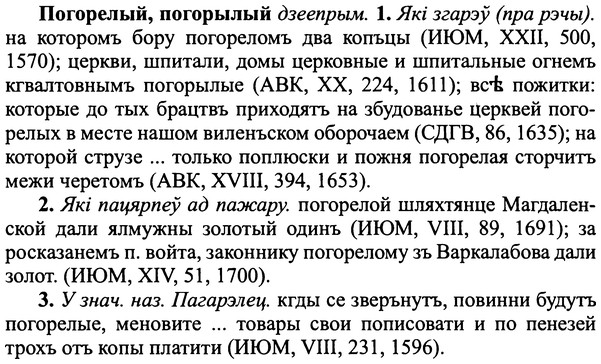 Погорелый, погорылый дзеепрым. 1. Які згарэў (пра рэчы).
на которомъ бору погореломъ два копъцы (ИЮМ, XXII, 500,
1570); церкви, шпитали, домы церковные и шпитальные огнемъ
кгвалтовнымъ погорылые (АВК, XX, 224, 1611); всѣ пожитки:
которые до тых брацтвъ приходятъ на збудованье церквей пого-
релых в месте нашом виленъском оборочаем (СДГВ, 86, 1635); на
которой струзе ... только поплюски и пожня погорелая сторчитъ
межи черетомъ (АВК, XVIII, 394, 1653).
2. Які пацярпеў ад пажару. погорелой шляхтянце Магдален-
ской дали ялмужны золотый одинъ (ИЮМ, VIII, 89, 1691); за
росказанемъ п. войта, законнику погорелому зъ Варкалабова дали
золот. (ИЮМ, XIV, 51, 1700).
3. У знач. наз. Пагарэлец. кгды се зверънутъ, повинни будутъ
погорелые, меновите ... товары свои пописовати и по пенезей
трохъ отъ копы платити (ИЮМ, VIII, 231, 1596).